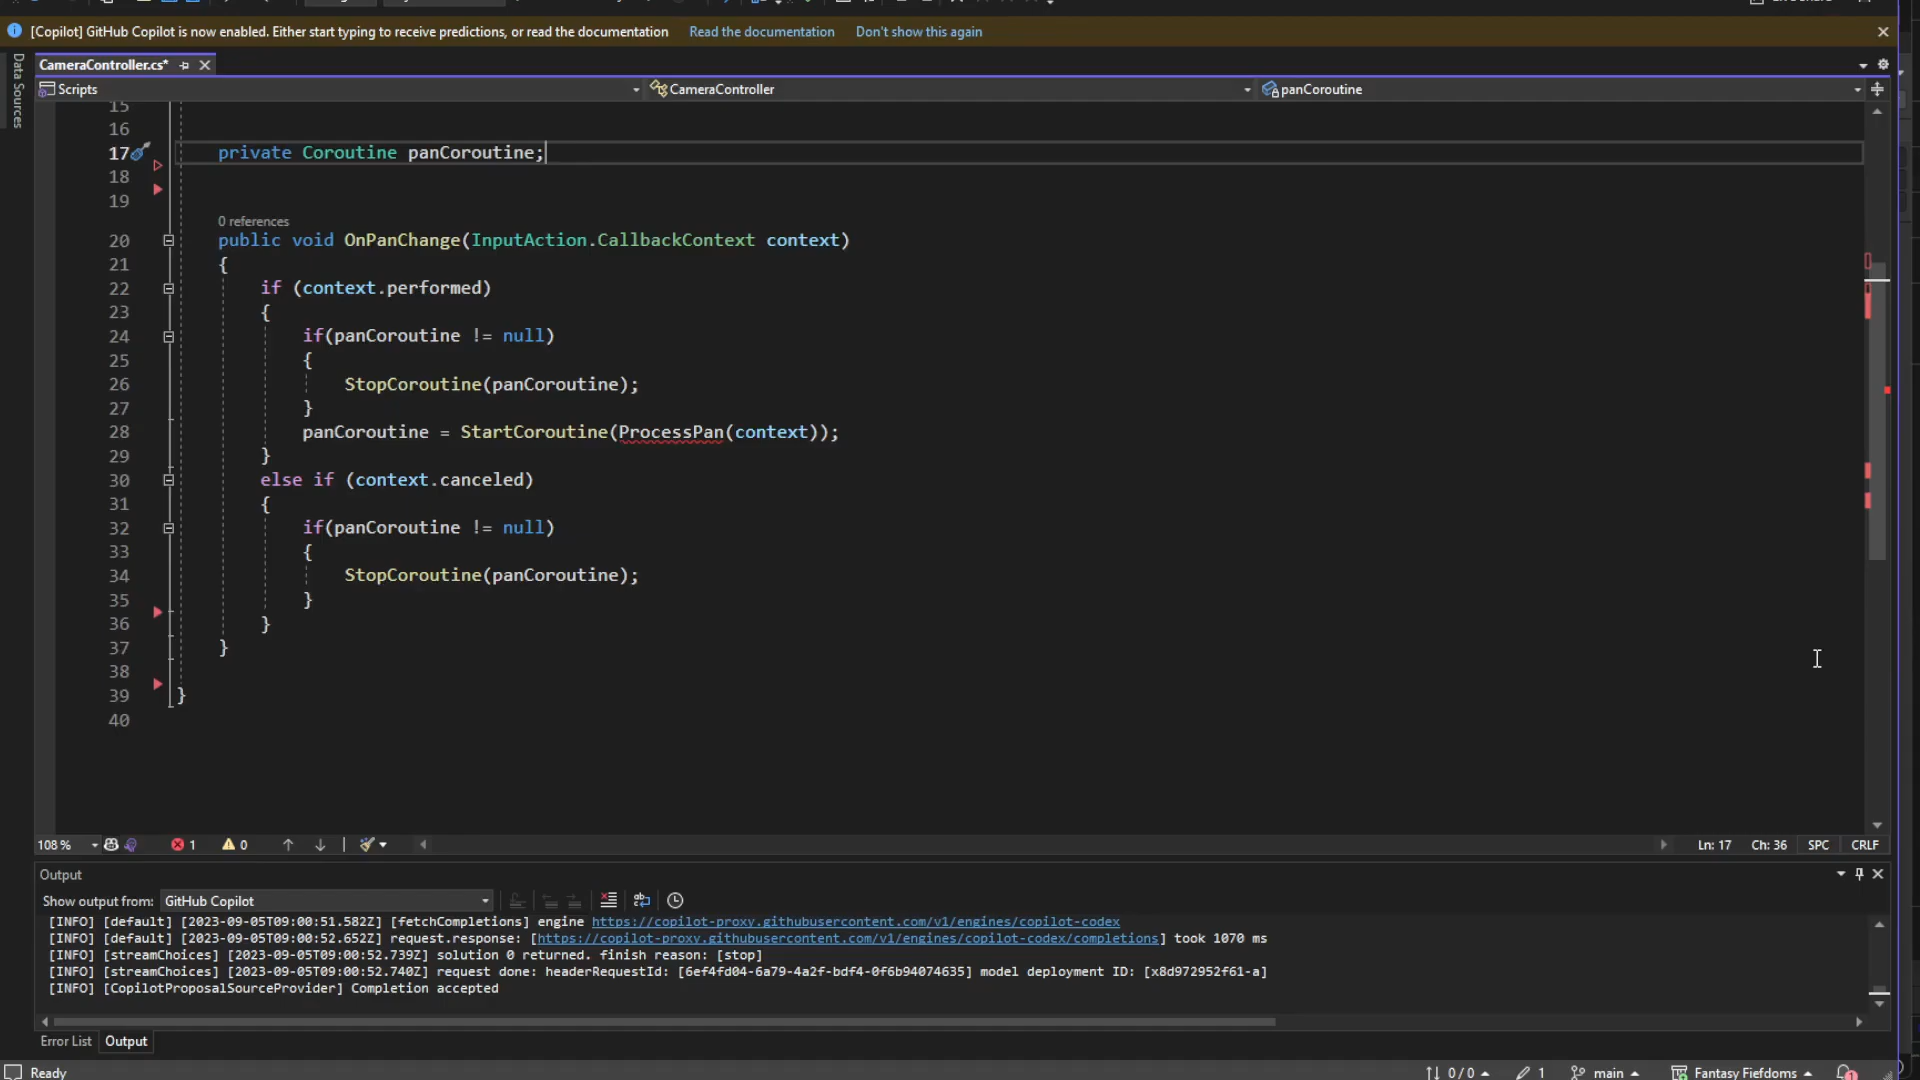 [Copilot] GitHub Copilot is now enabled. Either start typing to receive predictions, or read the documentation Read the documentation Don't show this again
Data Sources
CameraController.cs*
Scripts CameraController panCoroutine
15
16
17 private Coroutine panCoroutine;
18
19
0 references
20 public void OnPanChange(InputAction.CallbackContext context)
21 {
22 if (context.performed)
23 {
24 if(panCoroutine != null)
25 {
26 StopCoroutine(panCoroutine);
27 }
28 panCoroutine = StartCoroutine(ProcessPan(context));
29 }
30 else if (context.canceled)
31 {
32 if(panCoroutine != null)
33 {
34 StopCoroutine(panCoroutine);
35 }
36 }
37 }
38
39 }
40
108 % 1 0 Ln: 17 Ch: 36 SPC CRLF
Output
Show output from: GitHub Copilot
[INFO] [default] [2023-09-05T09:00:51.582Z] [fetchCompletions] engine https://copilot-proxy.githubusercontent.com/v1/engines/copilot-codex
[INFO] [default] [2023-09-05T09:00:52.652Z] request.response: [https://copilot-proxy.githubusercontent.com/v1/engines/copilot-codex/completions] took 1070 ms
[INFO] [streamChoices] [2023-09-05T09:00:52.739Z] solution 0 returned. finish reason: [stop]
[INFO] [streamChoices] [2023-09-05T09:00:52.740Z] request done: headerRequestId: [6ef4fd04-6a79-4a2f-bdf4-0f6b94074635] model deployment ID: [x8d972952f61-a]
[INFO] [CopilotProposalSourceProvider] Completion accepted
Error List Output
Ready 0 / 0 1 main Fantasy Fiefdoms 1